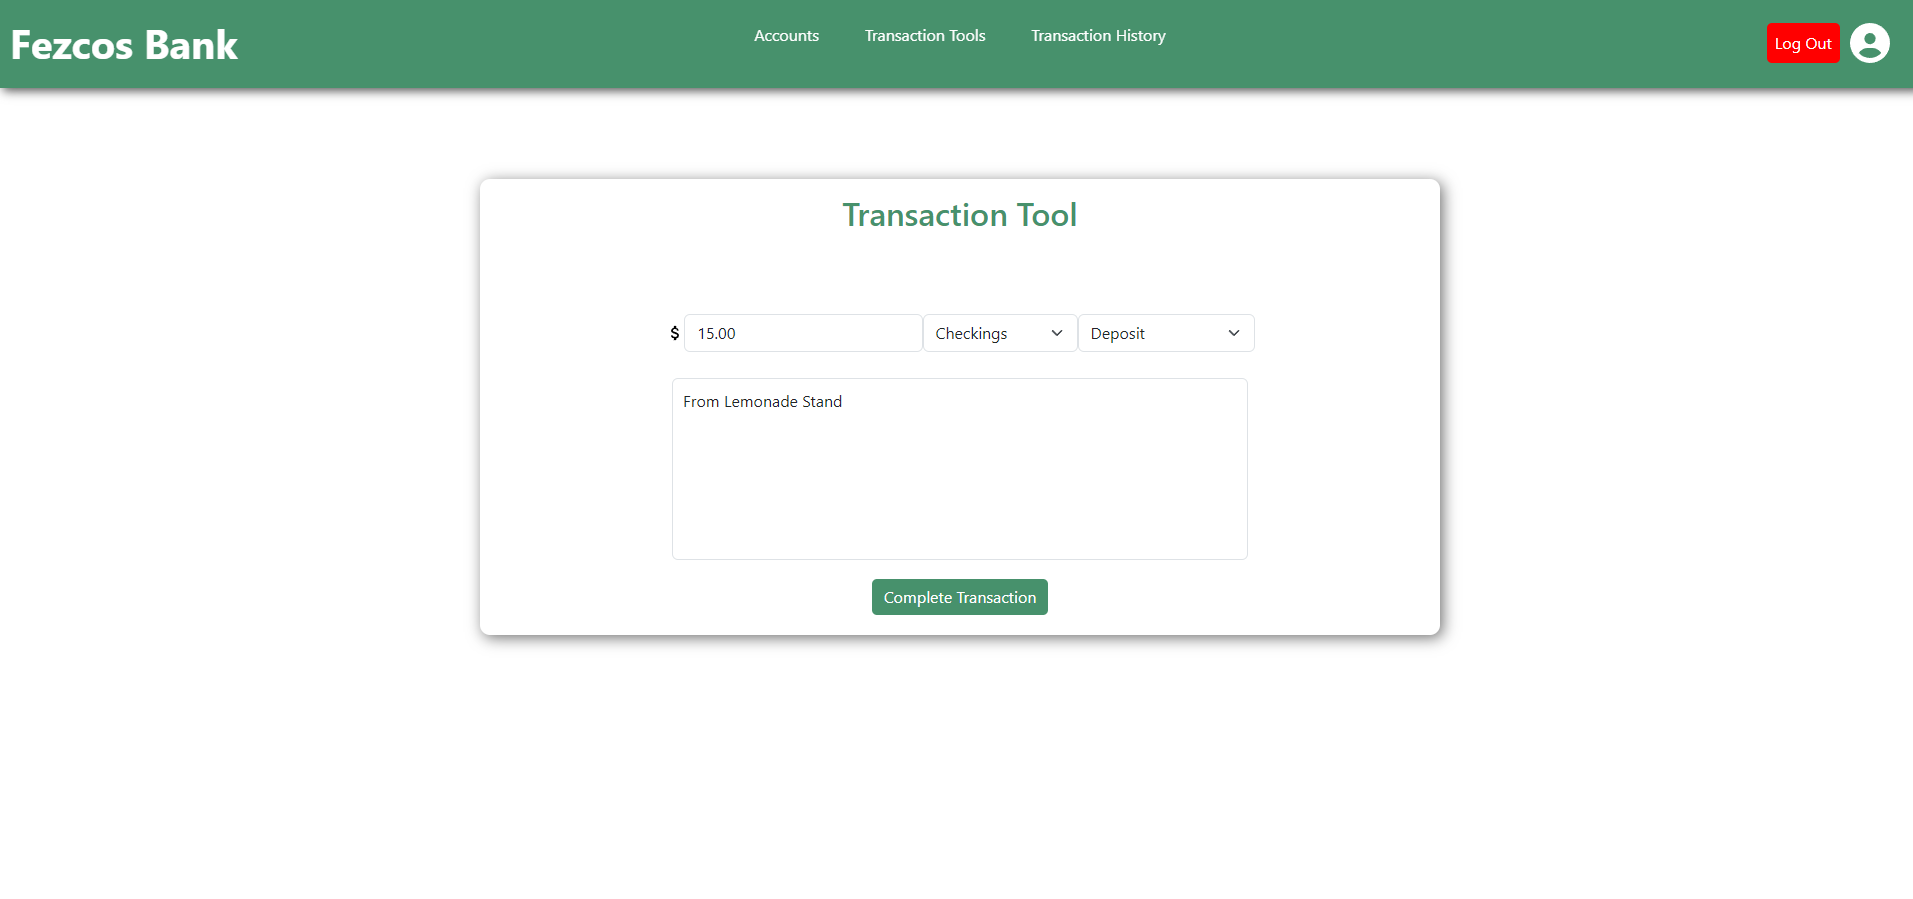 Fezcos Bank
Accounts Transaction Tools Transaction History
Log Out
Transaction Tool
$ 15.00 Checkings Deposit
From Lemonade Stand
Complete Transaction